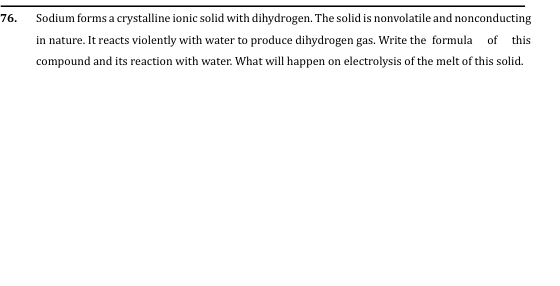 76. Sodium forms a crystalline ionic solid with dihydrogen. The solid is nonvolatile and nonconducting
in nature. It reacts violently with water to produce dihydrogen gas. Write the formula of this
compound and its reaction with water. What will happen on electrolysis of the melt of this solid.